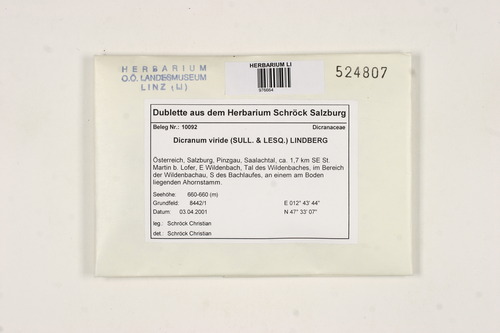 HERBARIUM
O.Ö. LANDESMUSEUM
LINZ (LI)
HERBARIUM LI
524807
Dublette aus dem Herbarium Schröck Salzburg
Beleg Nr.: 10092 Dicranaceae
Dicranum viride (SULL. & LESQ.) LINDBERG
Österreich, Salzburg, Pinzgau, Saalachtal, ca. 1,7 km SE St.
Martin b. Lofer, E Wildenbach, Tal des Wildenbaches, im Bereich
der Wildenbachau, S des Bachlaufes, an einem am Boden
liegenden Ahornstamm.
Seehöhe: 660-660 (m)
Grundfeld: 8442/1 E 012° 43' 44"
Datum: 03.04.2001 N 47° 33' 07"
leg.: Schröck Christian
det.: Schröck Christian